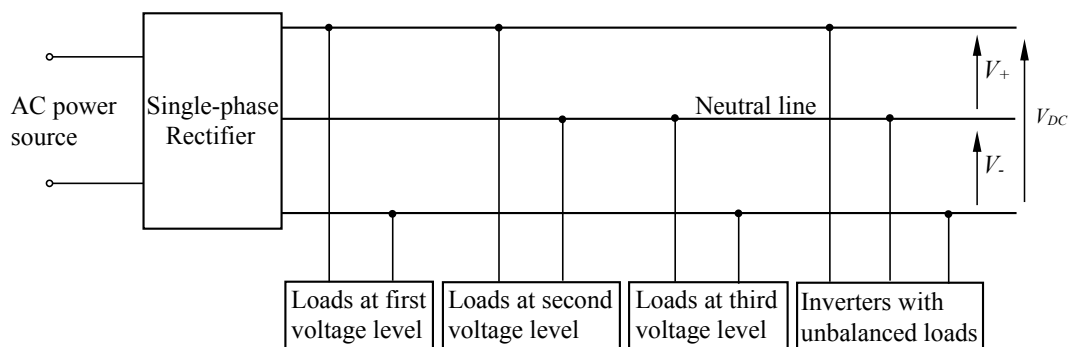 AC power
source
Single-phase
Rectifier
Neutral line
V+
V-
VDC
Loads at first
voltage level
Loads at second
voltage level
Loads at third
voltage level
Inverters with
unbalanced loads